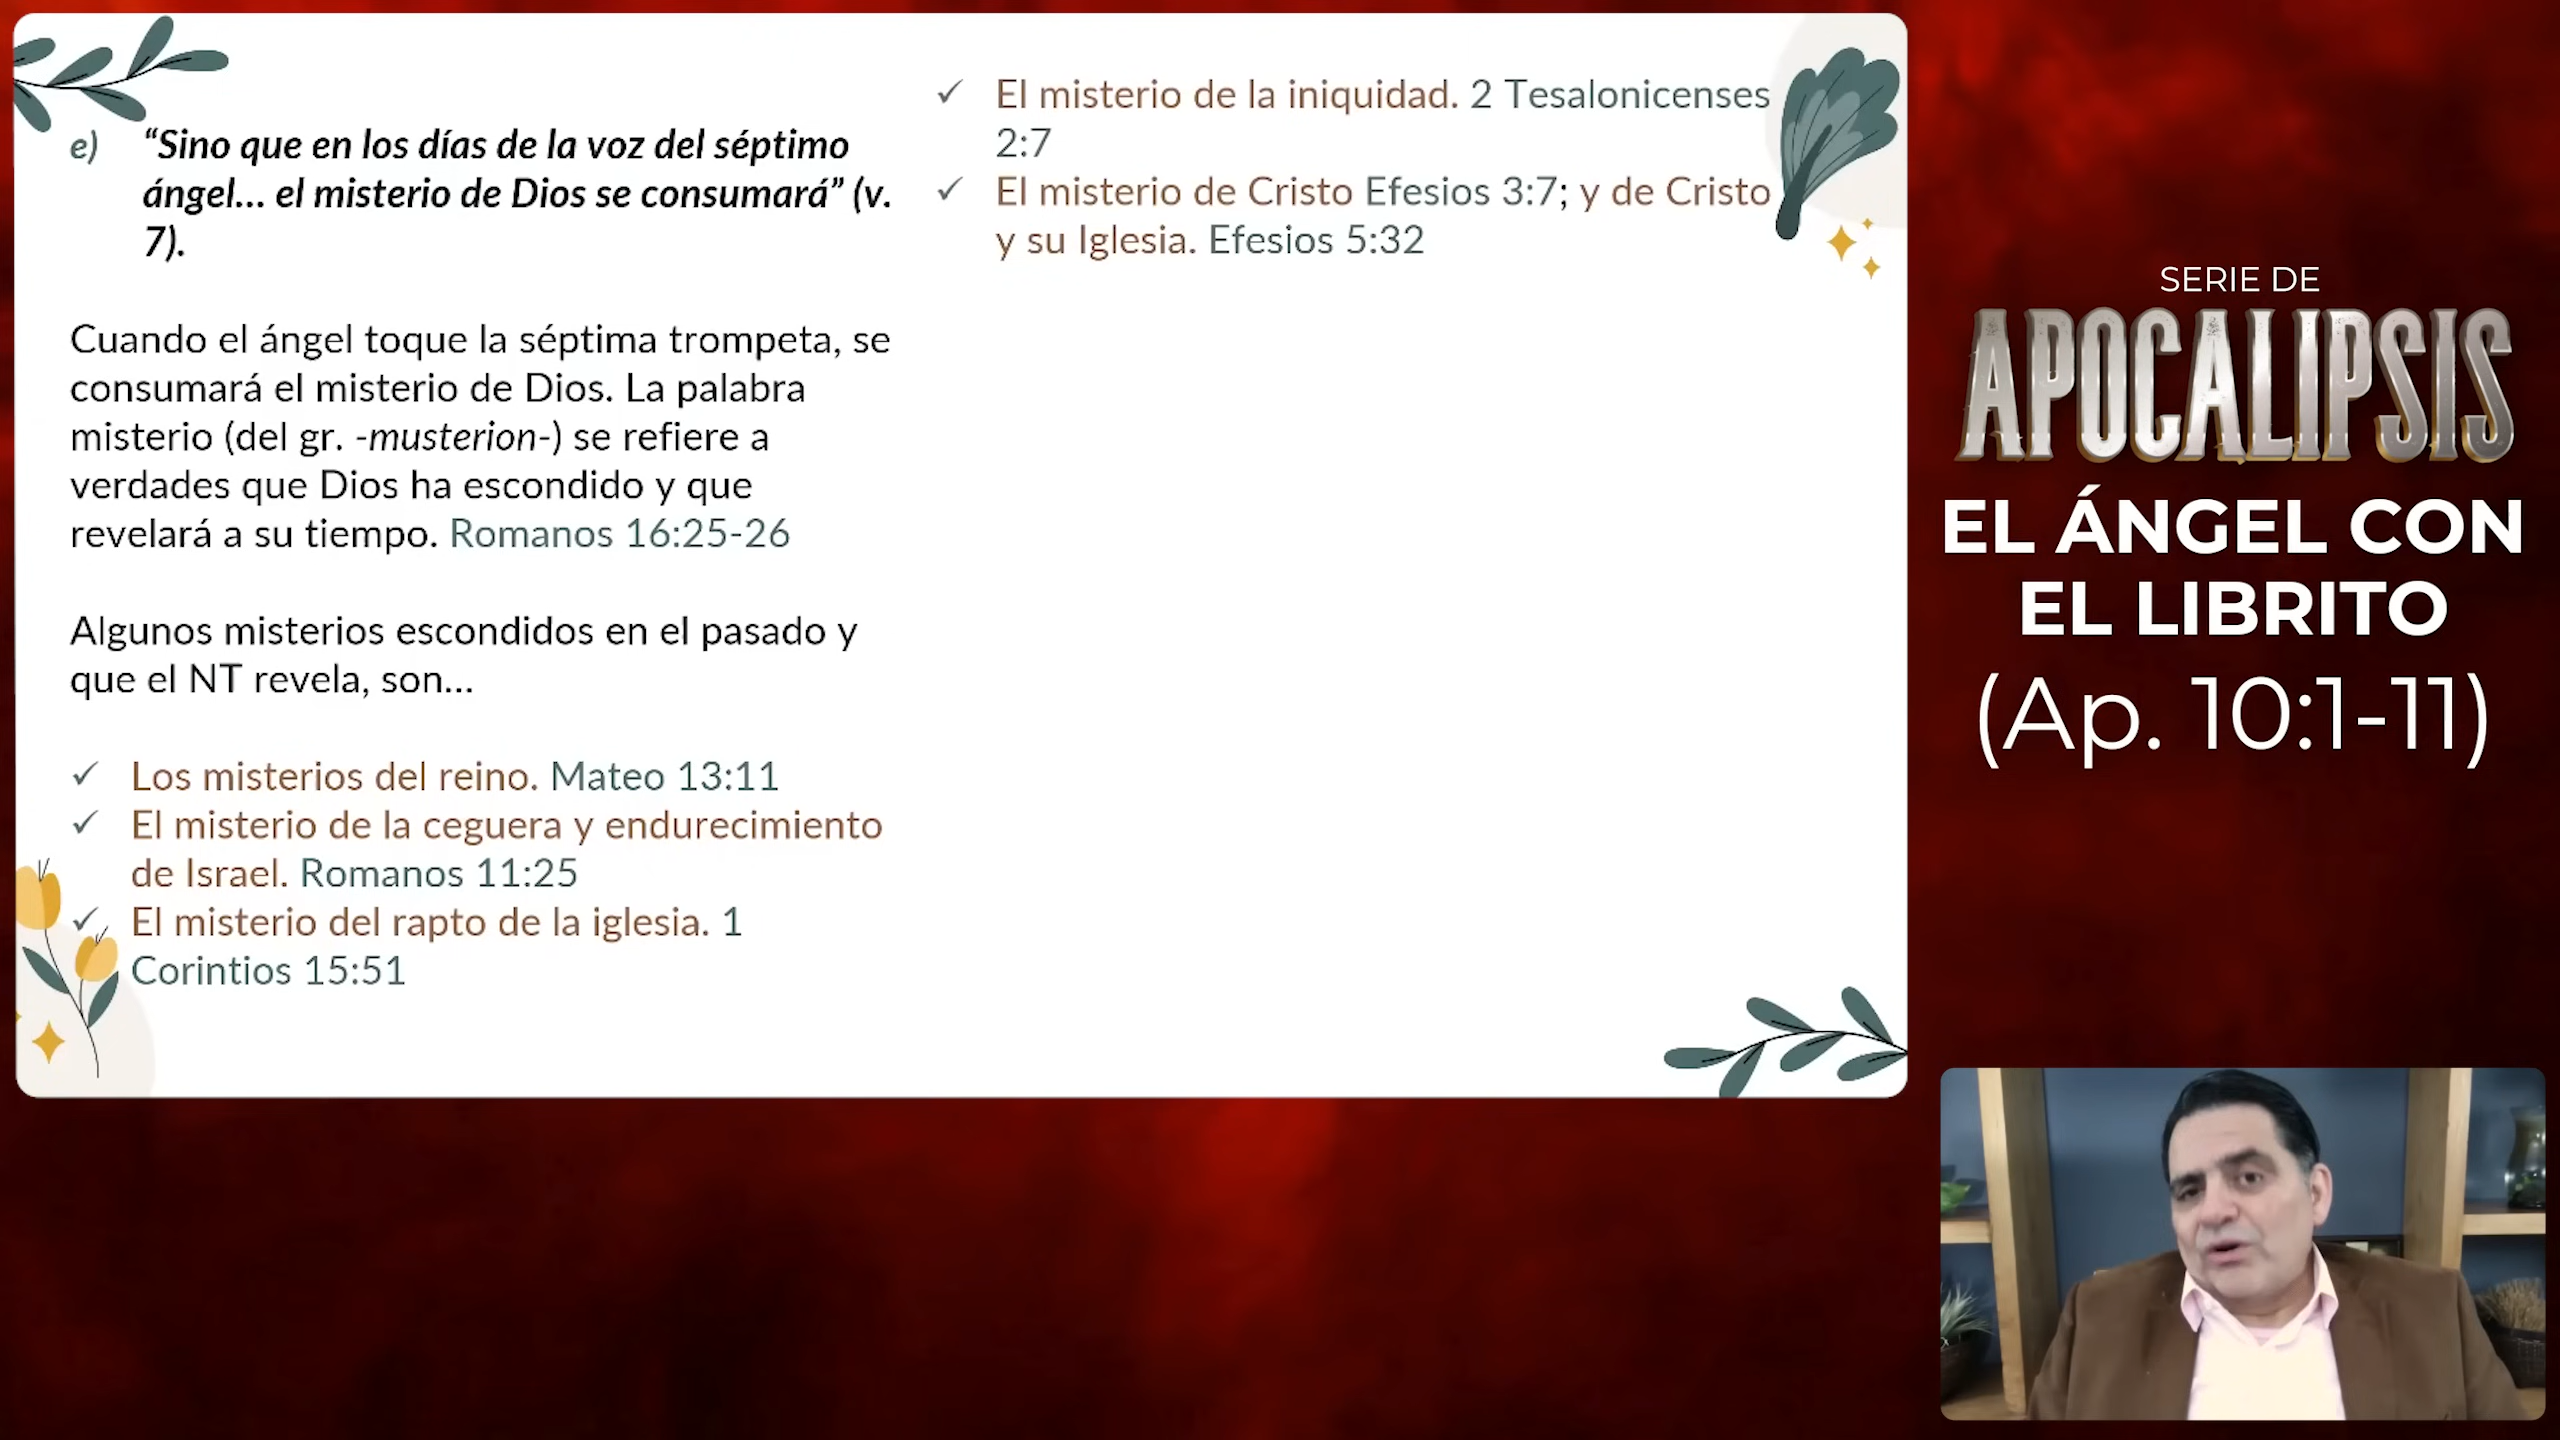 e) “Sino que en los días de la voz del séptimo
ángel... el misterio de Dios se consumará” (v.
7).
Cuando el ángel toque la séptima trompeta, se
consumará el misterio de Dios. La palabra
misterio (del gr. -musterion-) se refiere a
verdades que Dios ha escondido y que
revelará a su tiempo. Romanos 16:25-26
Algunos misterios escondidos en el pasado y
que el NT revela, son...
✓ Los misterios del reino. Mateo 13:11
✓ El misterio de la ceguera y endurecimiento
de Israel. Romanos 11:25
✓ El misterio del rapto de la iglesia. 1
Corintios 15:51
✓ El misterio de la iniquidad. 2 Tesalonicenses
2:7
✓ El misterio de Cristo Efesios 3:7; y de Cristo
y su Iglesia. Efesios 5:32
SERIE DE
APOCALIPSIS
EL ÁNGEL CON
EL LIBRITO
(Ap. 10:1-11)